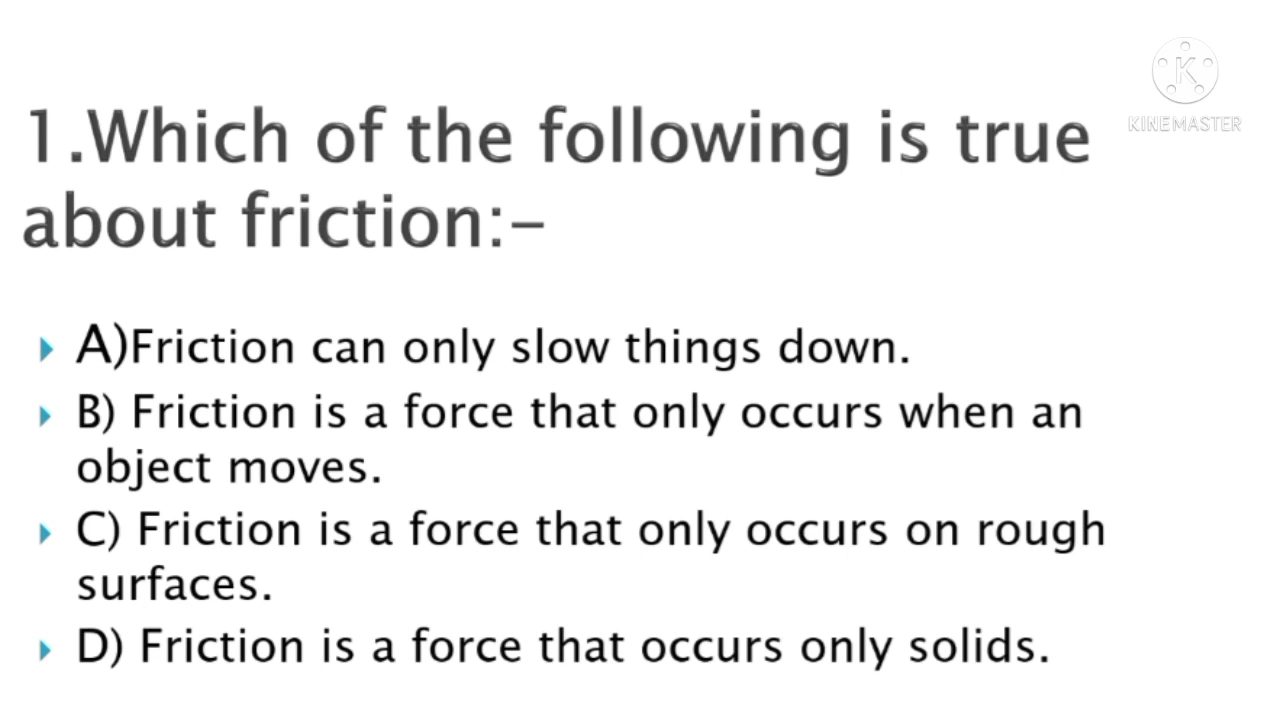 KINEMASTER
1.Which of the following is true
about friction:-
A)Friction can only slow things down.
B) Friction is a force that only occurs when an
object moves.
C) Friction is a force that only occurs on rough
surfaces.
D) Friction is a force that occurs only solids.